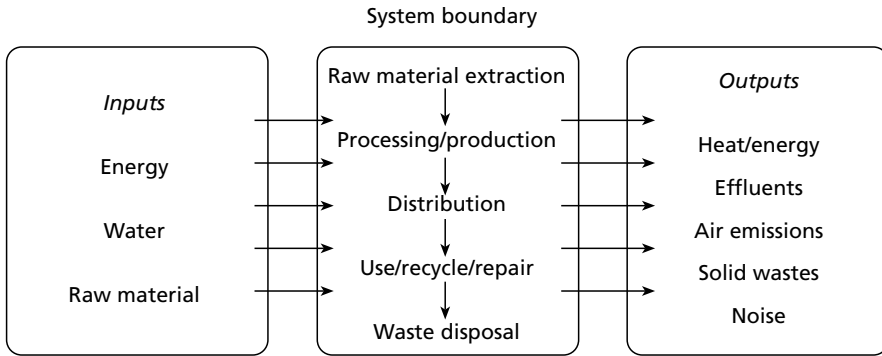 System boundary
Inputs
Energy
Water
Raw material
Raw material extraction
Processing/production
Distribution
Use/recycle/repair
Waste disposal
Outputs
Heat/energy
Effluents
Air emissions
Solid wastes
Noise